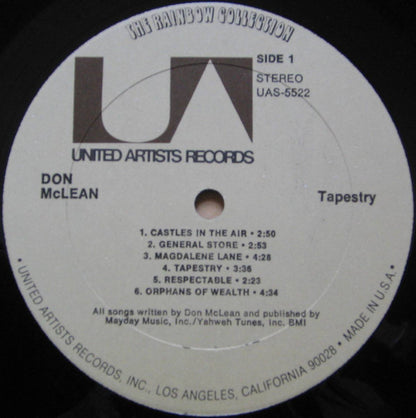 THE RAINBOW COLLECTION
SIDE 1
STEREO
UAS-5522
UA
UNITED ARTISTS RECORDS
DON
McLEAN
Tapestry
1. CASTLES IN THE AIR • 2:50
2. GENERAL STORE • 2:53
3. MAGDALENE LANE • 4:28
4. TAPESTRY • 3:36
5. RESPECTABLE • 2:23
6. ORPHANS OF WEALTH • 4:34
All songs written by Don McLean and published by
Mayday Music, Inc./Yahweh Tunes, Inc. BMI
• UNITED ARTISTS RECORDS, INC., LOS ANGELES, CALIFORNIA 90028 • MADE IN U.S.A. •